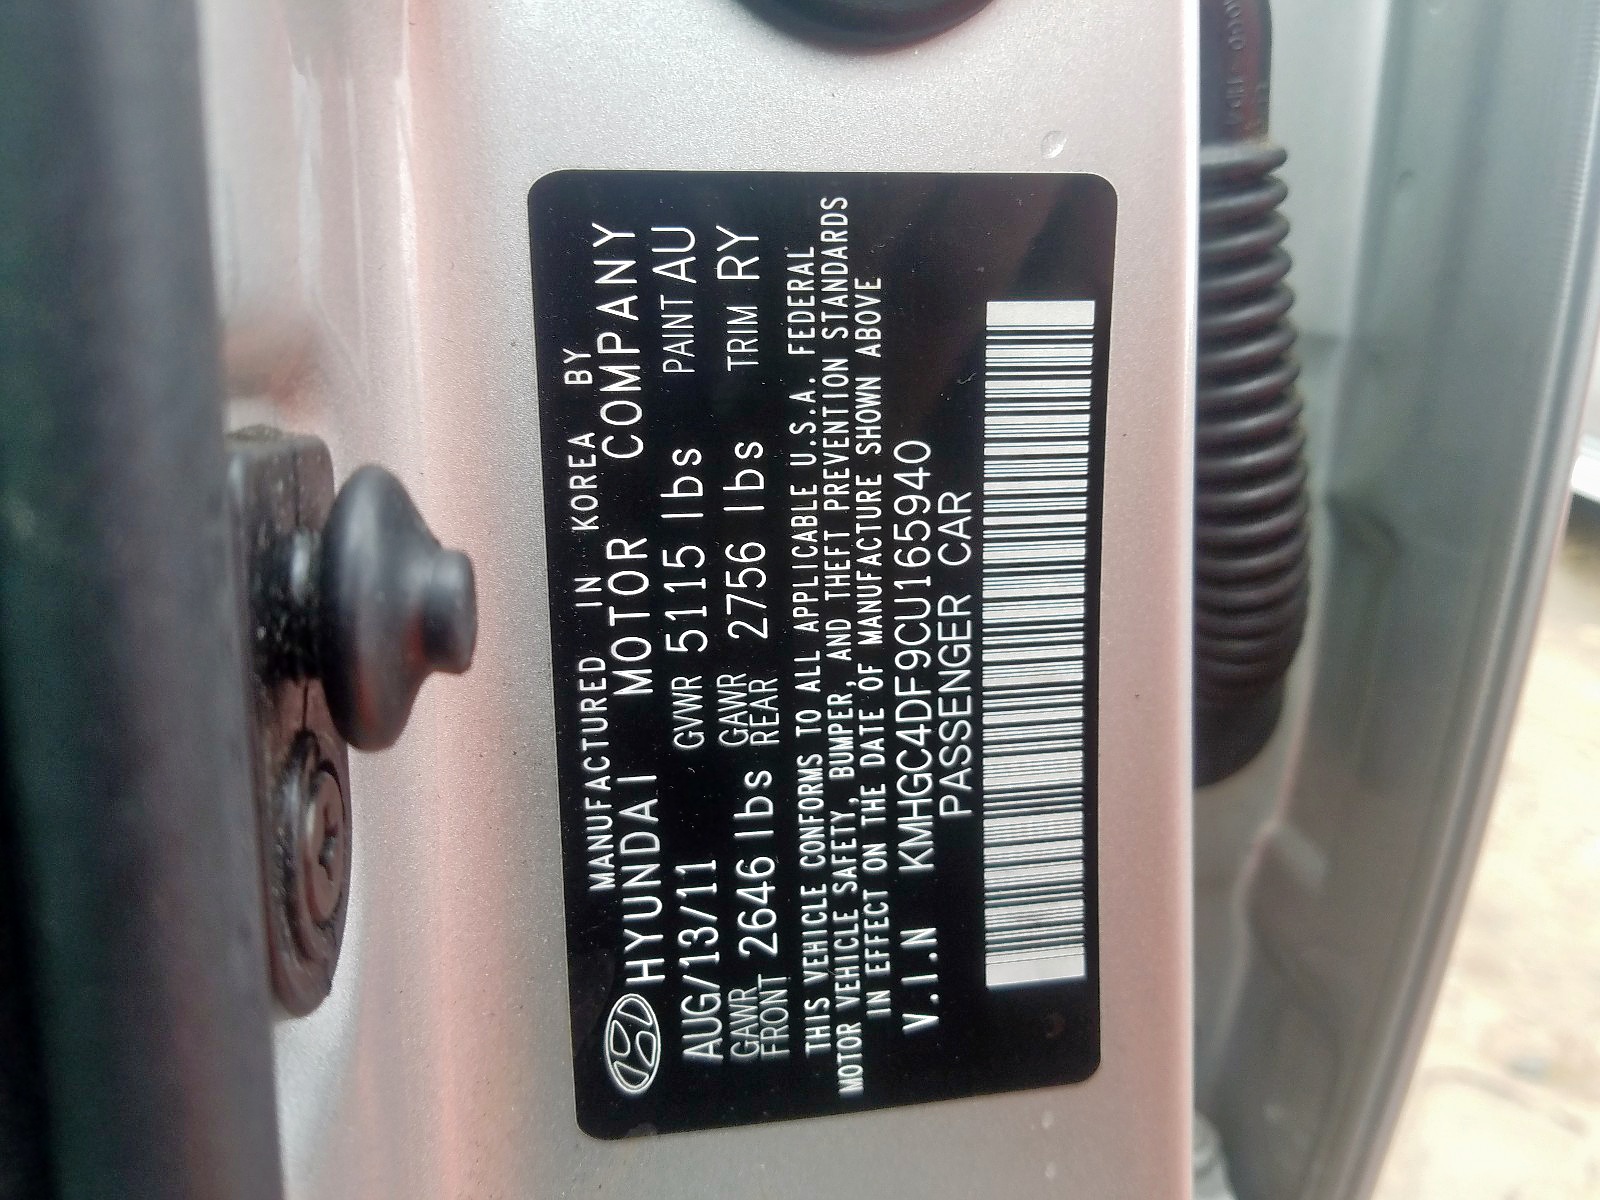 MANUFACTURED IN KOREA BY
HYUNDAI MOTOR COMPANY
AUG/13/11 GVWR 5115 lbs PAINT AU
GAWR FRONT 2646 lbs GAWR REAR 2756 lbs TRIM RY
THIS VEHICLE CONFORMS TO ALL APPLICABLE U.S.A. FEDERAL
MOTOR VEHICLE SAFETY, BUMPER, AND THEFT PREVENTION STANDARDS
IN EFFECT ON THE DATE OF MANUFACTURE SHOWN ABOVE
V.I.N KMHGC4DF9CU165940
PASSENGER CAR